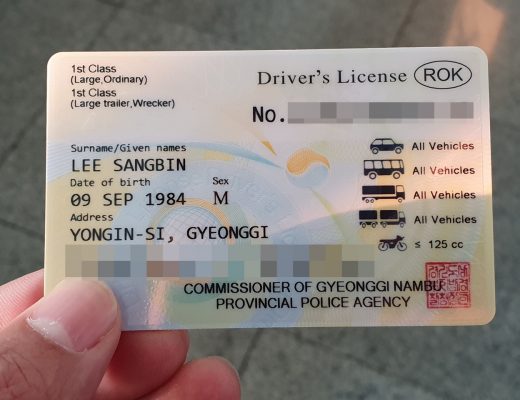 1st Class
(Large,Ordinary)
1st Class
(Large trailer,Wrecker)
Driver's License ROK
No.
Surname/Given names
LEE SANGBIN
Date of birth Sex
09 SEP 1984 M
Address
YONGIN-SI, GYEONGGI
All Vehicles
All Vehicles
All Vehicles
All Vehicles
≤ 125 cc
COMMISSIONER OF GYEONGGI NAMBU
PROVINCIAL POLICE AGENCY